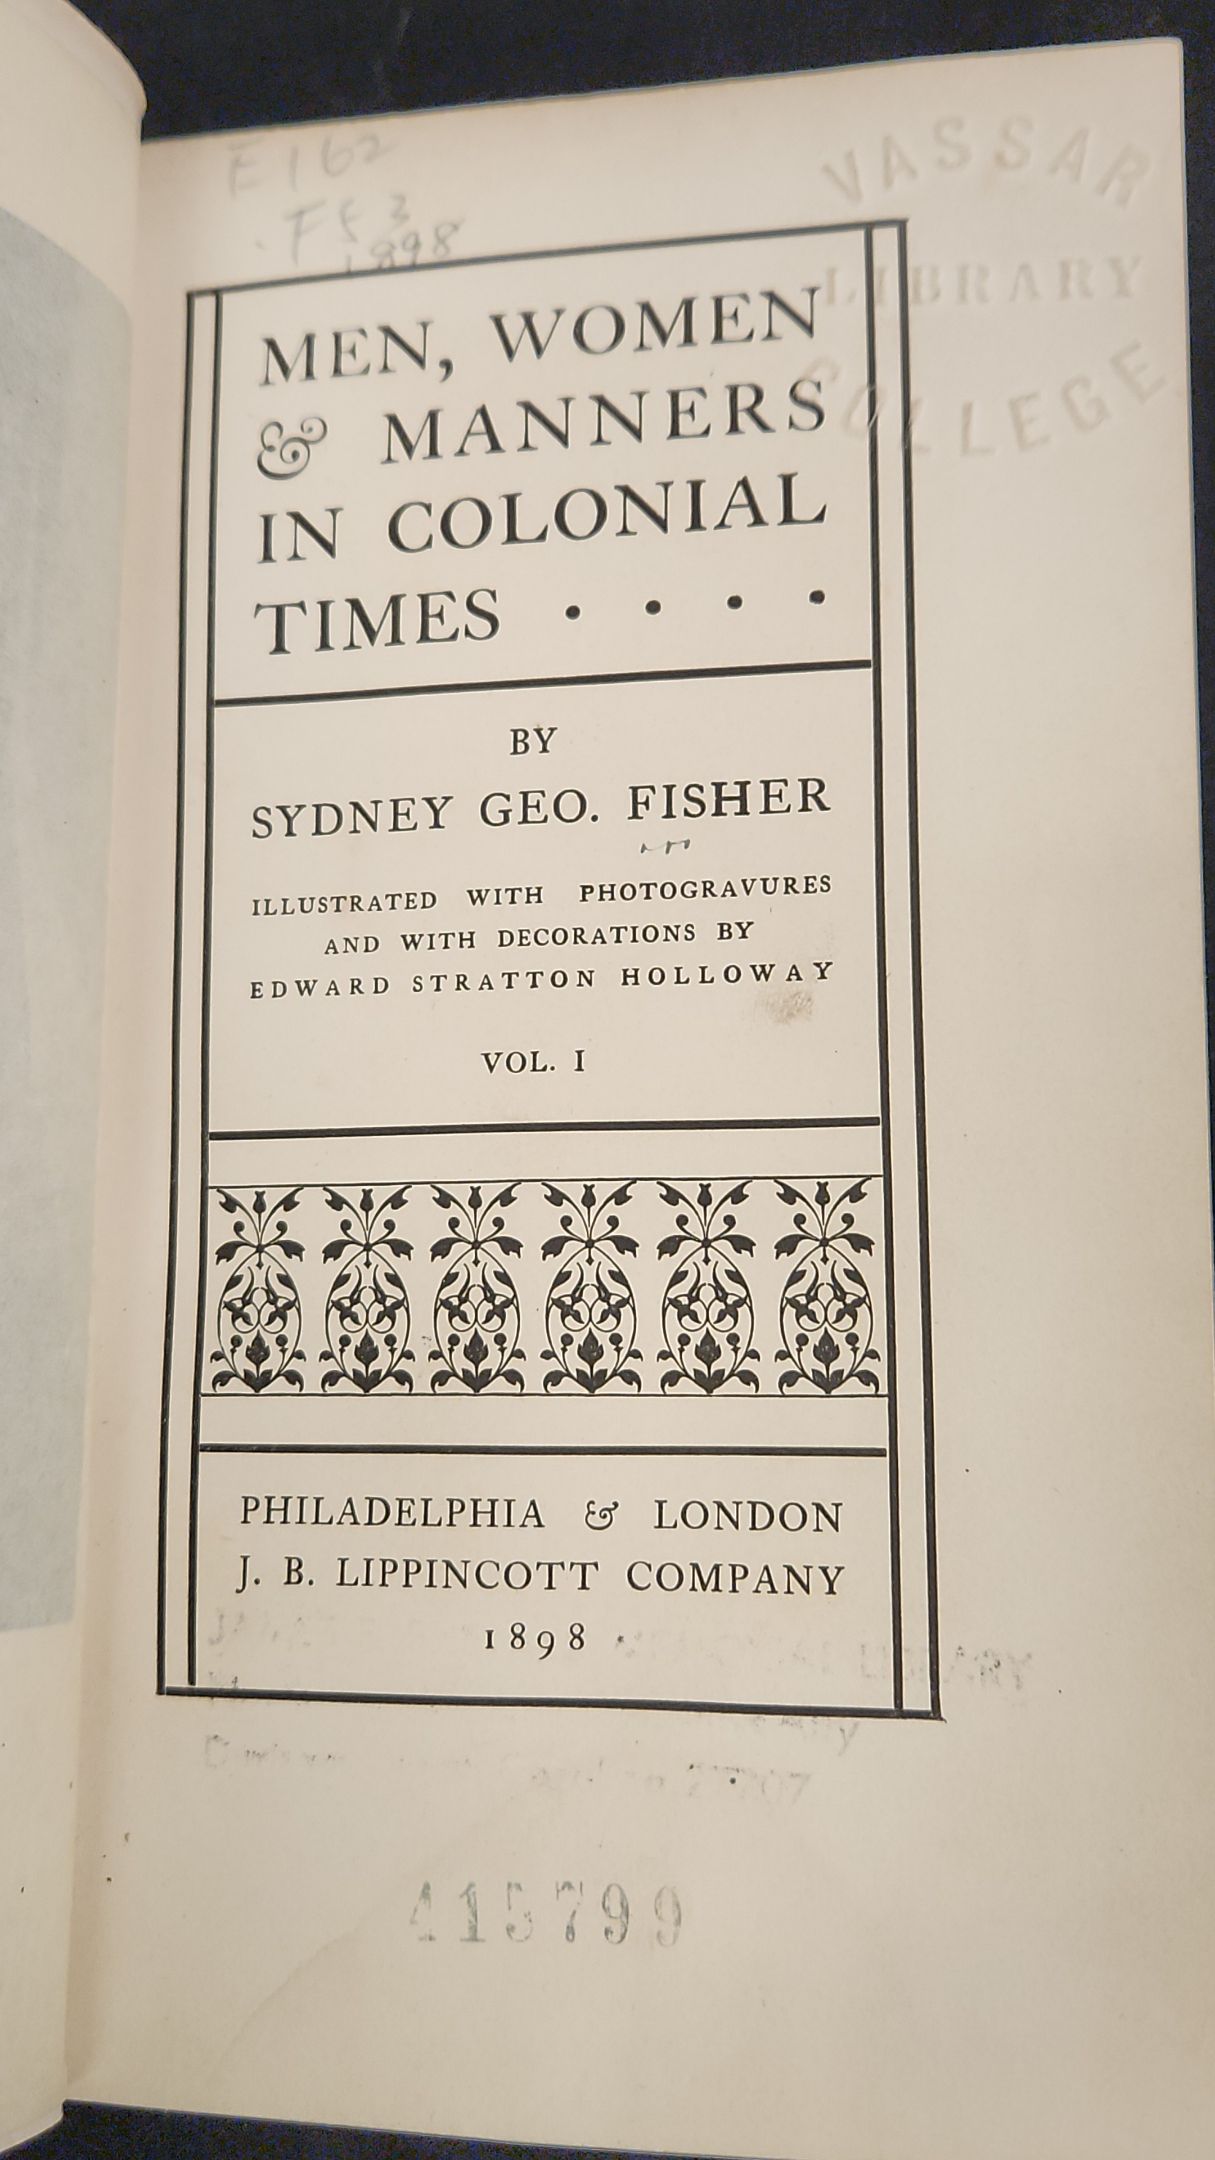 E162
.F53
1898
VASSAR
LIBRARY
COLLEGE
MEN, WOMEN
& MANNERS
IN COLONIAL
TIMES • • • •
BY
SYDNEY GEO. FISHER
ILLUSTRATED WITH PHOTOGRAVURES
AND WITH DECORATIONS BY
EDWARD STRATTON HOLLOWAY
VOL. I
PHILADELPHIA & LONDON
J. B. LIPPINCOTT COMPANY
1898
LIBRARY
415799